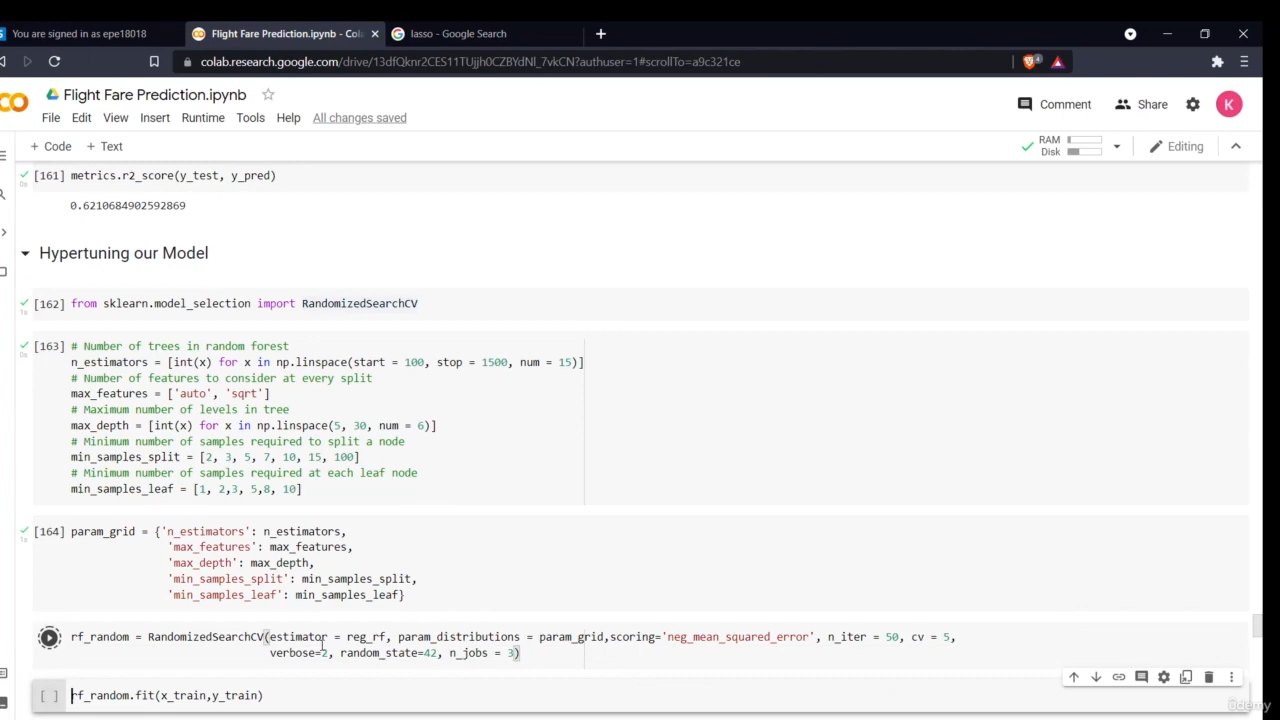 You are signed in as epe18018
Flight Fare Prediction.ipynb - Cola
lasso - Google Search
colab.research.google.com/drive/13dfQknr2CES11TUjjh0CZBYdNl_7vkCN?authuser=1#scrollTo=a9c321ce
4
Flight Fare Prediction.ipynb
Comment
Share
K
File Edit View Insert Runtime Tools Help All changes saved
+ Code + Text
RAM
Disk
Editing
[161] metrics.r2_score(y_test, y_pred)
0s
0.6210684902592869
Hypertuning our Model
[162] from sklearn.model_selection import RandomizedSearchCV
1s
[163] # Number of trees in random forest
0s
n_estimators = [int(x) for x in np.linspace(start = 100, stop = 1500, num = 15)]
# Number of features to consider at every split
max_features = ['auto', 'sqrt']
# Maximum number of levels in tree
max_depth = [int(x) for x in np.linspace(5, 30, num = 6)]
# Minimum number of samples required to split a node
min_samples_split = [2, 3, 5, 7, 10, 15, 100]
# Minimum number of samples required at each leaf node
min_samples_leaf = [1, 2,3, 5,8, 10]
[164] param_grid = {'n_estimators': n_estimators,
1s
'max_features': max_features,
'max_depth': max_depth,
'min_samples_split': min_samples_split,
'min_samples_leaf': min_samples_leaf}
rf_random = RandomizedSearchCV(estimator = reg_rf, param_distributions = param_grid,scoring='neg_mean_squared_error', n_iter = 50, cv = 5,
verbose=2, random_state=42, n_jobs = 3)
[ ] rf_random.fit(x_train,y_train)
ûdemy